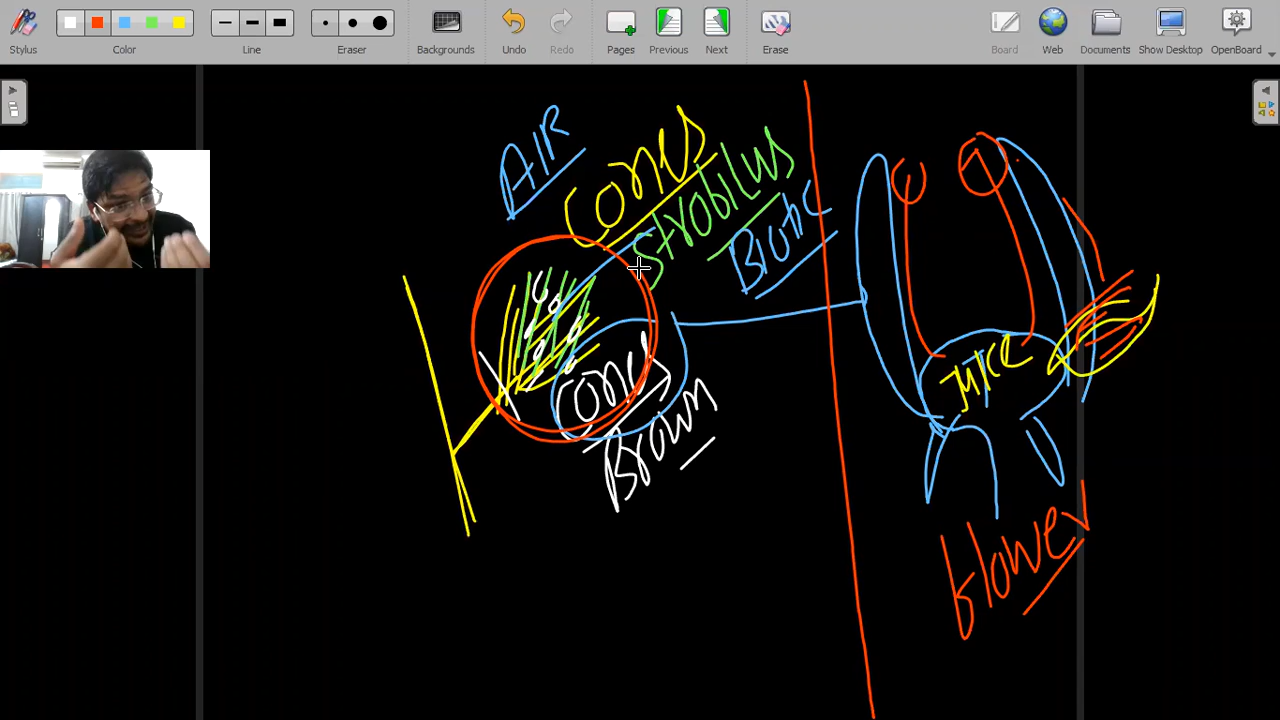 Stylus
Color
Line
Eraser
Backgrounds
Undo
Redo
Pages
Previous
Next
Erase
Board
Web
Documents
Show Desktop
OpenBoard
AIR
Cones
Strobilus
Biotic
Cones
Brown
flower